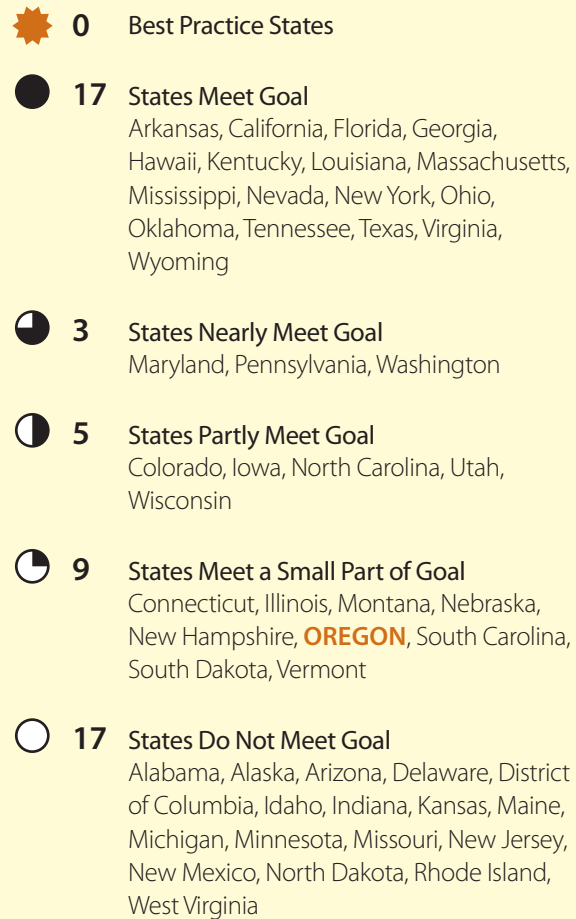 0 Best Practice States
17 States Meet Goal
Arkansas, California, Florida, Georgia,
Hawaii, Kentucky, Louisiana, Massachusetts,
Mississippi, Nevada, New York, Ohio,
Oklahoma, Tennessee, Texas, Virginia,
Wyoming
3 States Nearly Meet Goal
Maryland, Pennsylvania, Washington
5 States Partly Meet Goal
Colorado, Iowa, North Carolina, Utah,
Wisconsin
9 States Meet a Small Part of Goal
Connecticut, Illinois, Montana, Nebraska,
New Hampshire, OREGON, South Carolina,
South Dakota, Vermont
17 States Do Not Meet Goal
Alabama, Alaska, Arizona, Delaware, District
of Columbia, Idaho, Indiana, Kansas, Maine,
Michigan, Minnesota, Missouri, New Jersey,
New Mexico, North Dakota, Rhode Island,
West Virginia